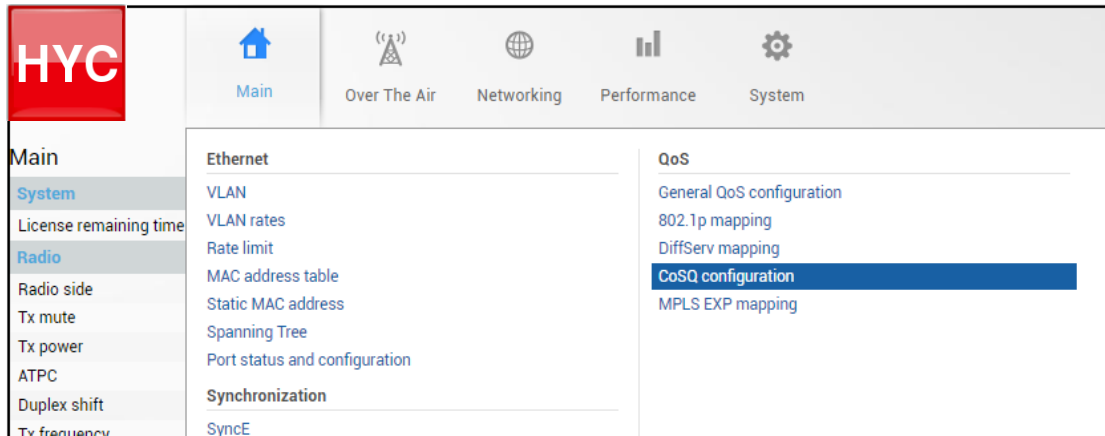 HYC
Main
Over The Air
Networking
Performance
System
Main
System
License remaining time
Radio
Radio side
Tx mute
Tx power
ATPC
Duplex shift
Tx frequency
Ethernet
VLAN
VLAN rates
Rate limit
MAC address table
Static MAC address
Spanning Tree
Port status and configuration
Synchronization
SyncE
QoS
General QoS configuration
802.1p mapping
DiffServ mapping
CoSQ configuration
MPLS EXP mapping